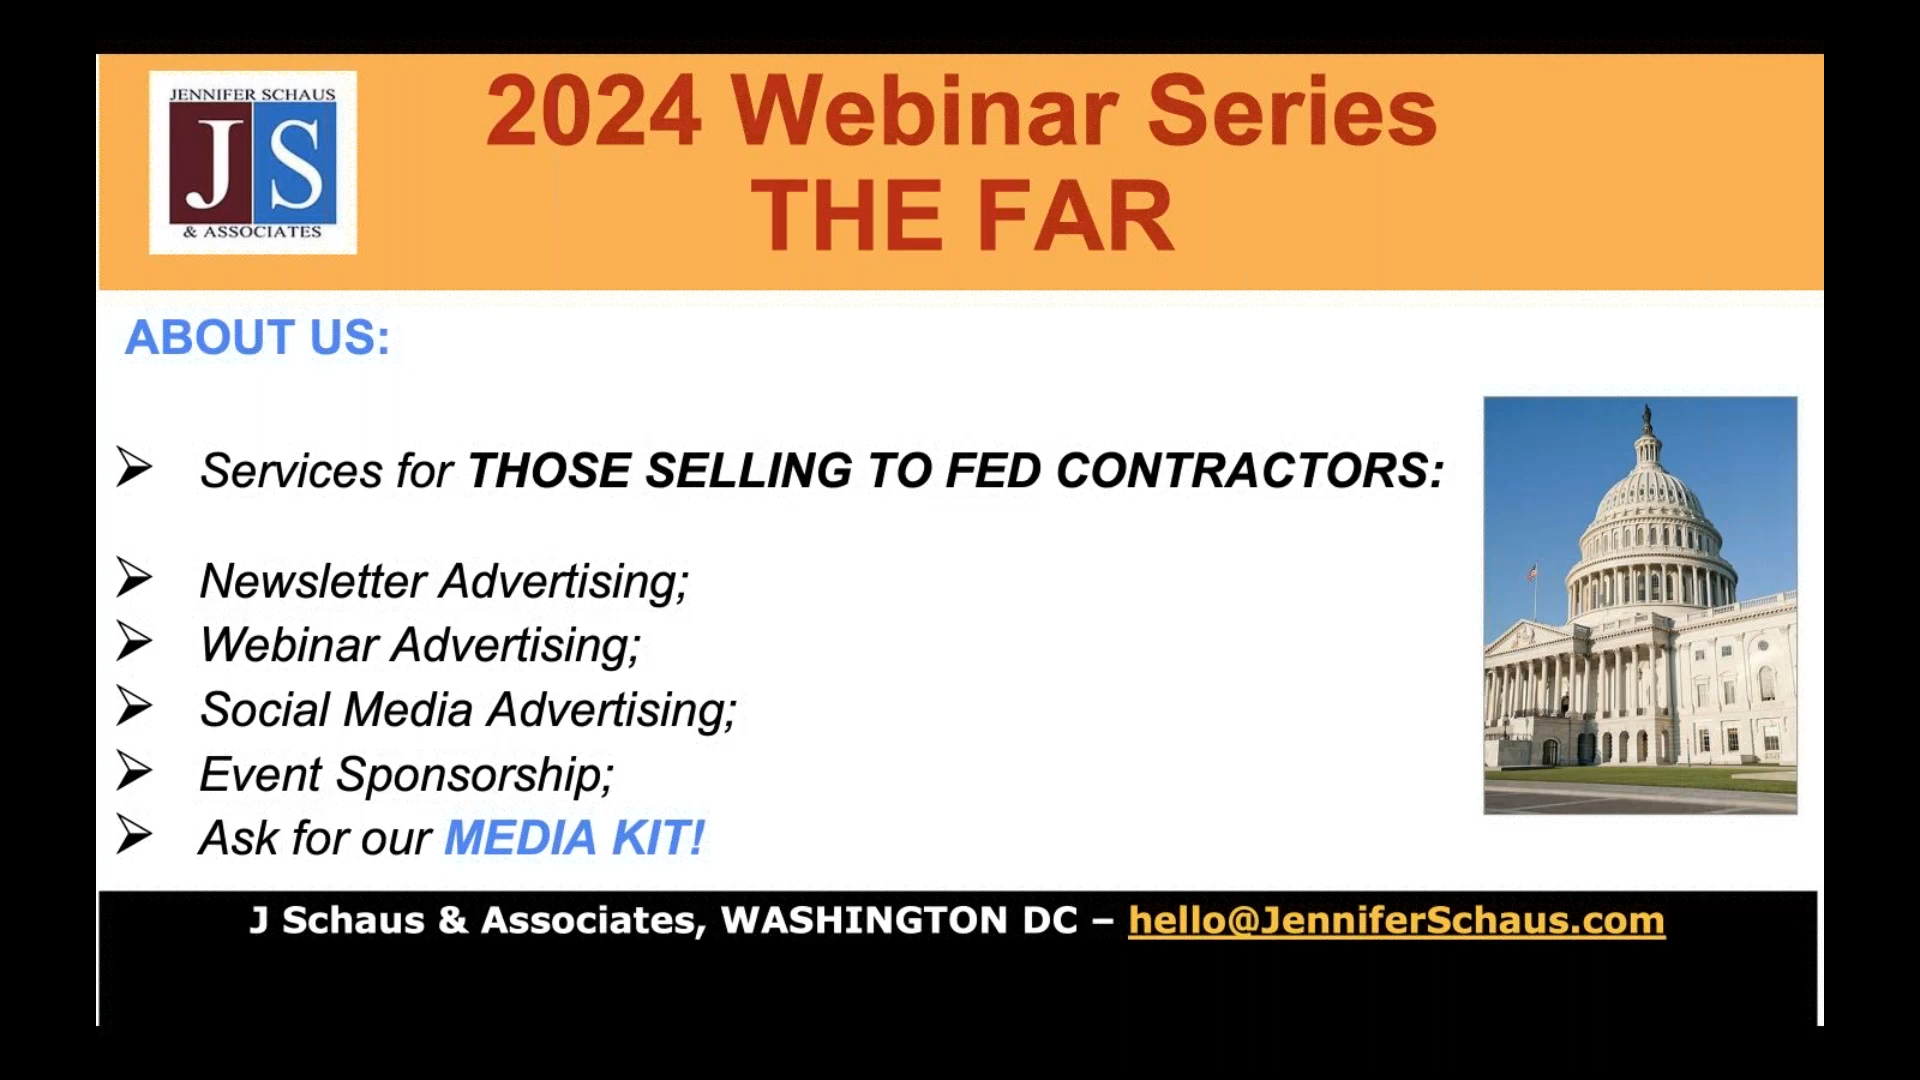 JENNIFER SCHAUS
JS
& ASSOCIATES
2024 Webinar Series
THE FAR
ABOUT US:
Services for THOSE SELLING TO FED CONTRACTORS:
Newsletter Advertising;
Webinar Advertising;
Social Media Advertising;
Event Sponsorship;
Ask for our MEDIA KIT!
J Schaus & Associates, WASHINGTON DC – hello@JenniferSchaus.com